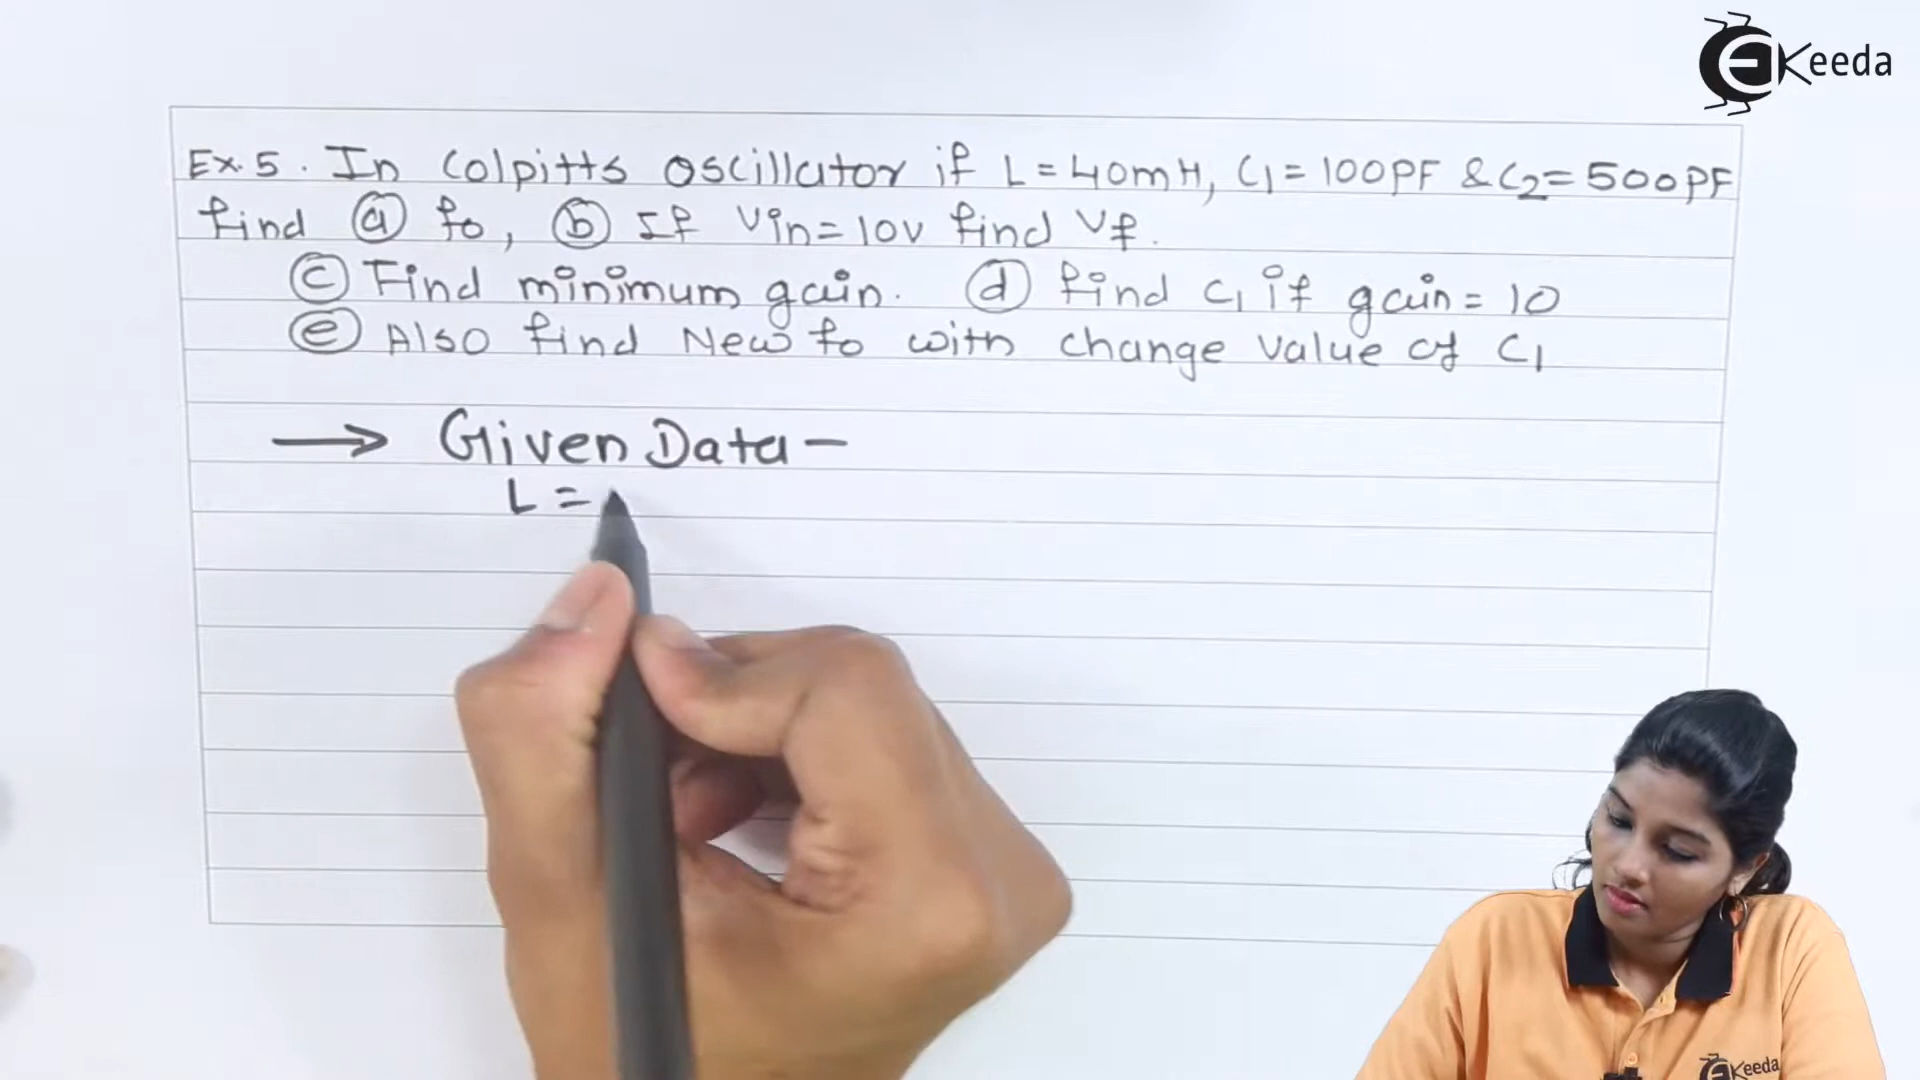 EKeeda
Ex.5. In Colpitts oscillator if L = 40mH, C1 = 100PF & C2 = 500PF
find (a) fo, (b) If Vin = 10V find Vf.
(c) Find minimum gain. (d) find C1 if gain = 10
(e) Also find New fo with change value of C1
→ Given Data –
L =
EKeeda